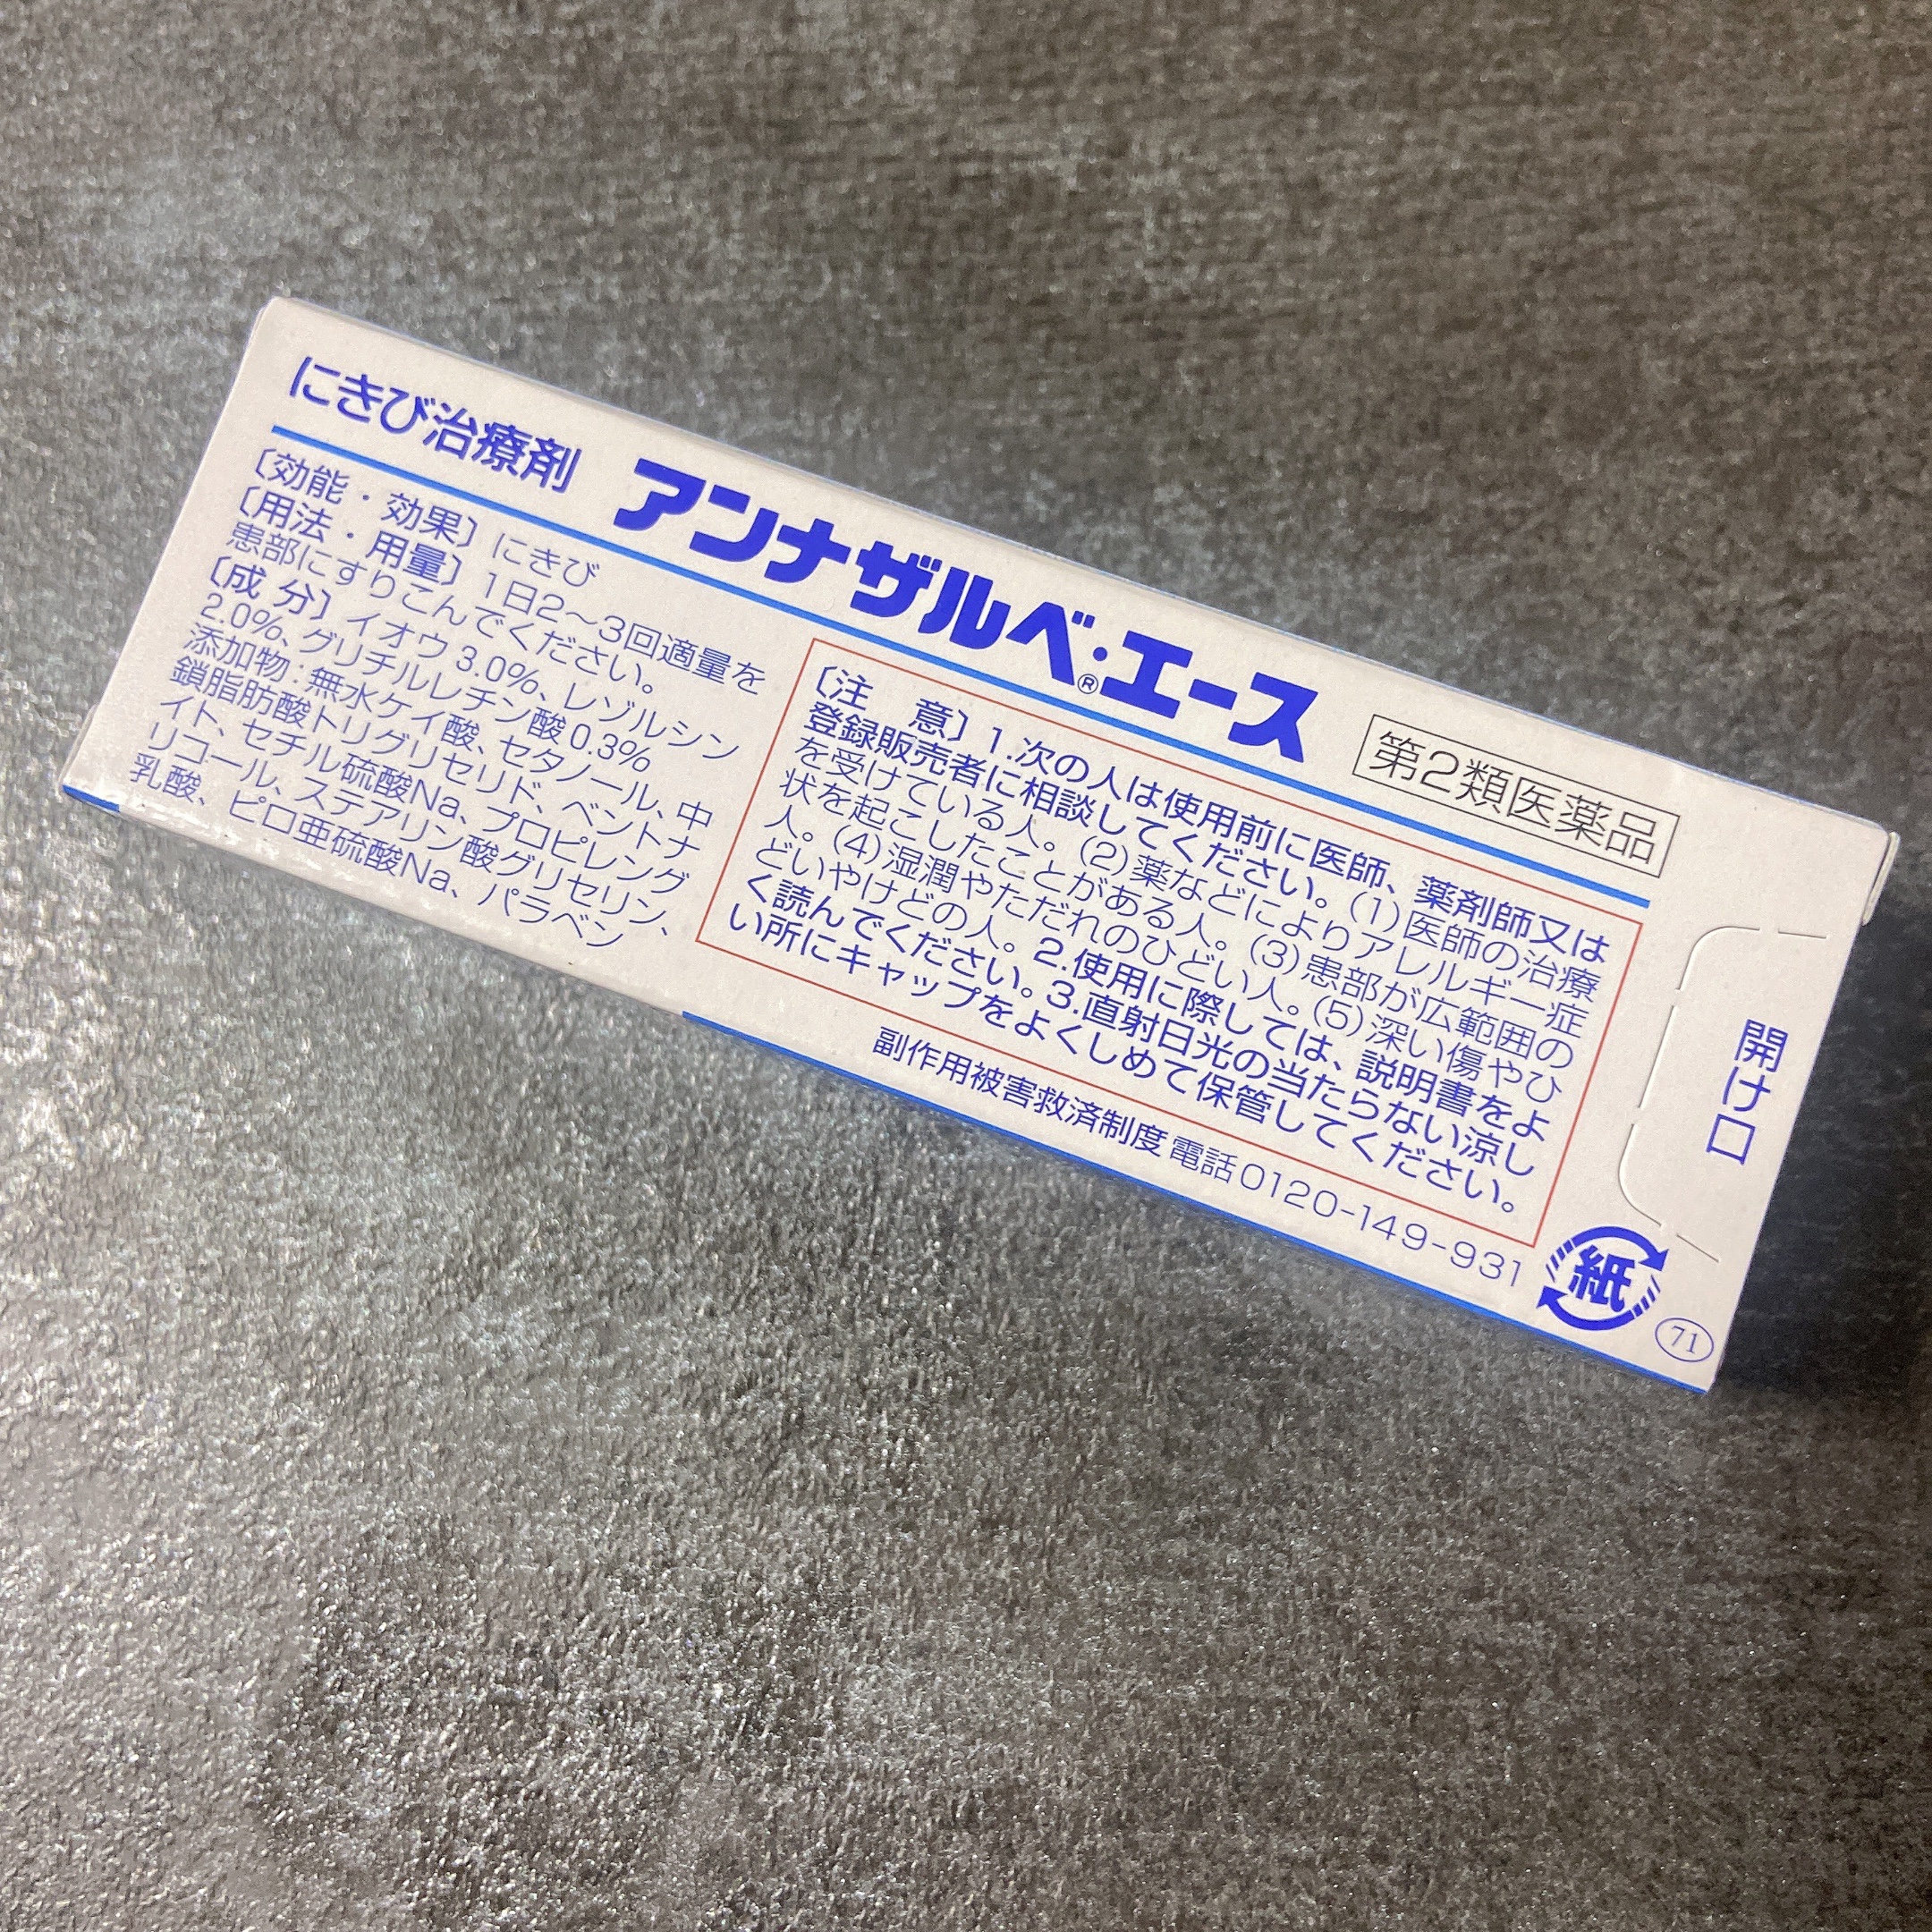 にきび治療剤 アンナザルベ・エース® 第2類医薬品
〔効能・効果〕にきび
〔用法・用量〕1日2〜3回適量を
患部にすりこんでください。
〔成 分〕イオウ 3.0%、レゾルシン
2.0%、グリチルレチン酸 0.3%
添加物:無水ケイ酸、セタノール、中
鎖脂肪酸トリグリセリド、ベントナ
イト、セチル硫酸Na、プロピレング
リコール、ステアリン酸グリセリン、
乳酸、ピロ亜硫酸Na、パラベン
〔注 意〕1.次の人は使用前に医師、薬剤師又は
登録販売者に相談してください。(1)医師の治療
を受けている人。(2)薬などによりアレルギー症
状を起こしたことがある人。(3)患部が広範囲の
人。(4)湿潤やただれのひどい人。(5)深い傷やひ
どいやけどの人。2.使用に際しては、説明書をよ
く読んでください。3.直射日光の当たらない涼し
い所にキャップをよくしめて保管してください。
副作用被害救済制度 電話0120-149-931
開け口
紙
71